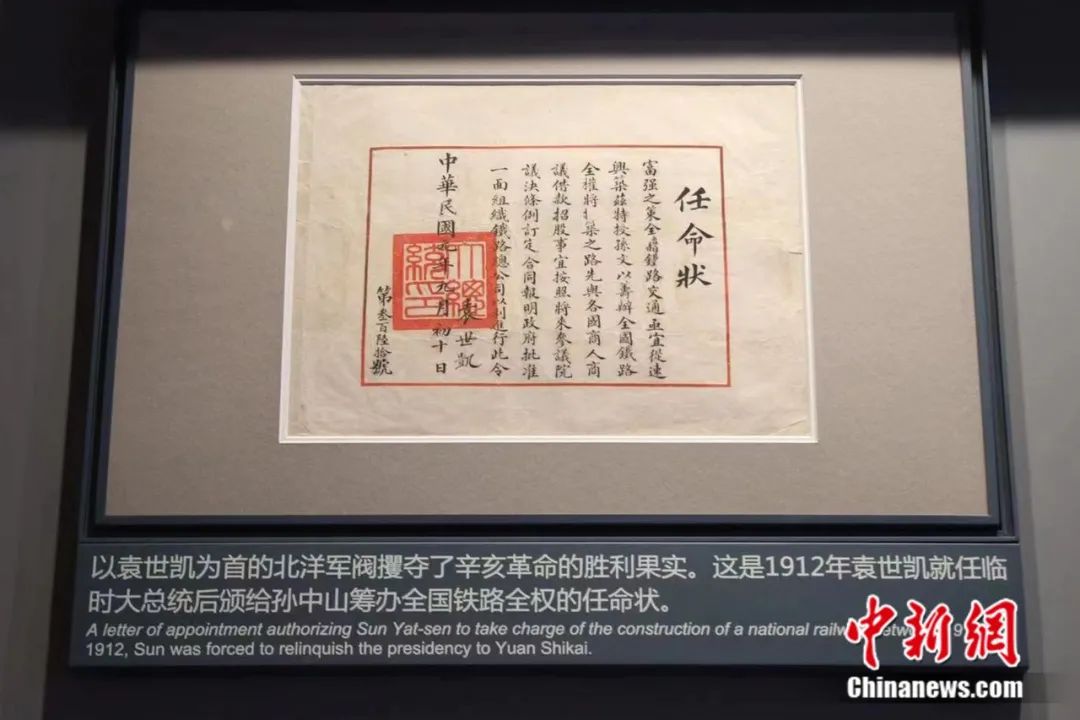 任命狀
富强之策全鐵路交通亟宜從速
興築茲特授孫文以籌辦全國鐵路
全權將築之路先與各國商人商
議借款招股事宜按照將来參議院
議決條例訂定合同報明政府批准
一面組織鐵路總公司以利進行此令
大總統印
袁世凱
中華民國元年九月初十日
第叁百陸拾號
以袁世凯为首的北洋军阀攫夺了辛亥革命的胜利果实。这是1912年袁世凯就任临
时大总统后颁给孙中山筹办全国铁路全权的任命状。
A letter of appointment authorizing Sun Yat-sen to take charge of the construction of a national
1912, Sun was forced to relinquish the presidency to Yuan Shikai.
中新網
Chinanews.com